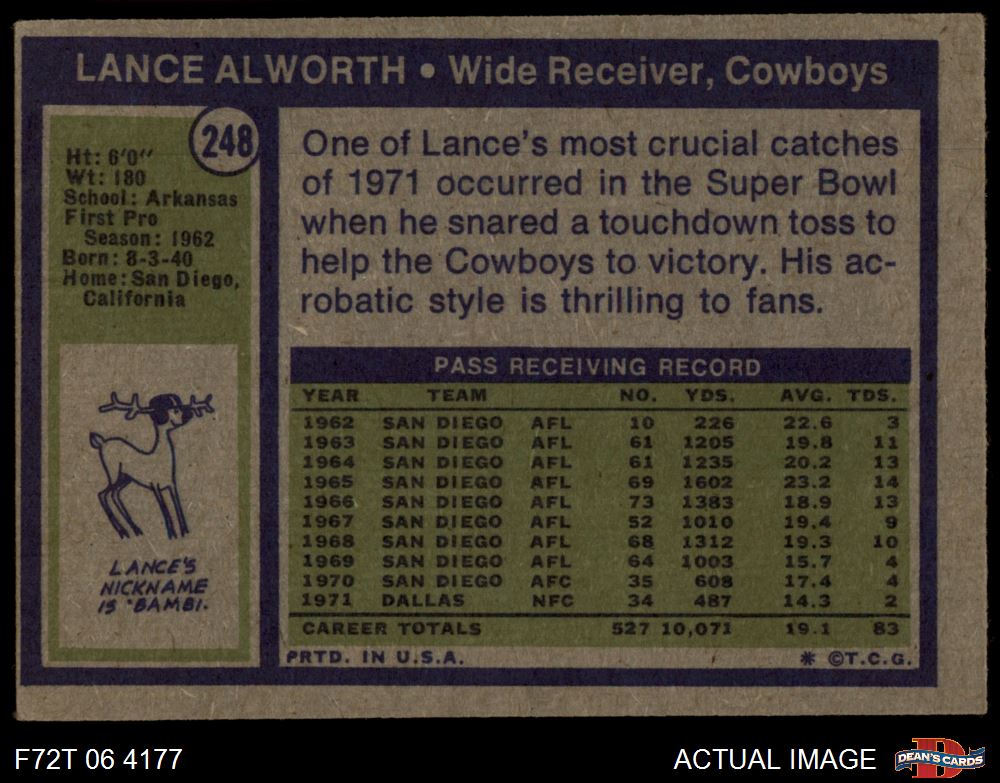 LANCE ALWORTH • Wide Receiver, Cowboys
248
Ht: 6'0"
Wt: 180
School: Arkansas
First Pro
Season: 1962
Born: 8-3-40
Home: San Diego,
California
LANCE'S
NICKNAME
IS "BAMBI.
One of Lance's most crucial catches
of 1971 occurred in the Super Bowl
when he snared a touchdown toss to
help the Cowboys to victory. His ac-
robatic style is thrilling to fans.
PASS RECEIVING RECORD
YEAR TEAM NO. YDS. AVG. TDS.
1962 SAN DIEGO AFL 10 226 22.6 3
1963 SAN DIEGO AFL 61 1205 19.8 11
1964 SAN DIEGO AFL 61 1235 20.2 13
1965 SAN DIEGO AFL 69 1602 23.2 14
1966 SAN DIEGO AFL 73 1383 18.9 13
1967 SAN DIEGO AFL 52 1010 19.4 9
1968 SAN DIEGO AFL 68 1312 19.3 10
1969 SAN DIEGO AFL 64 1003 15.7 4
1970 SAN DIEGO AFC 35 608 17.4 4
1971 DALLAS NFC 34 487 14.3 2
CAREER TOTALS 527 10,071 19.1 83
PRTD. IN U.S.A. * ©T.C.G.
F72T 06 4177 ACTUAL IMAGE
D
DEAN'S CARDS